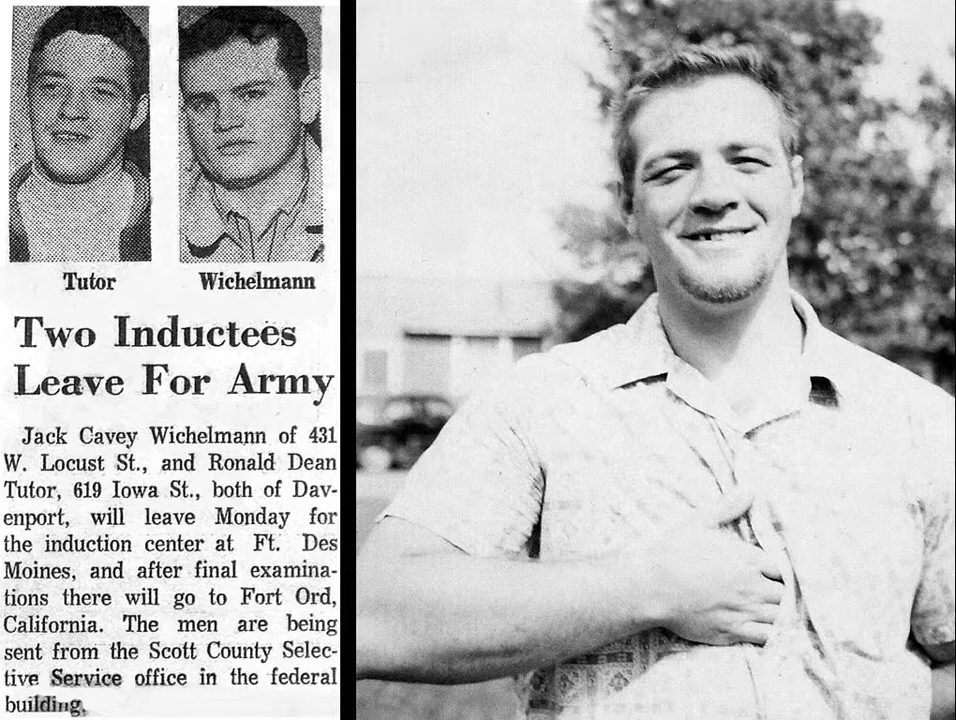 Tutor
Wichelmann
Two Inductees
Leave For Army
Jack Cavey Wichelmann of 431
W. Locust St., and Ronald Dean
Tutor, 619 Iowa St., both of Dav-
enport, will leave Monday for
the induction center at Ft. Des
Moines, and after final examina-
tions there will go to Fort Ord,
California. The men are being
sent from the Scott County Selec-
tive Service office in the federal
building.